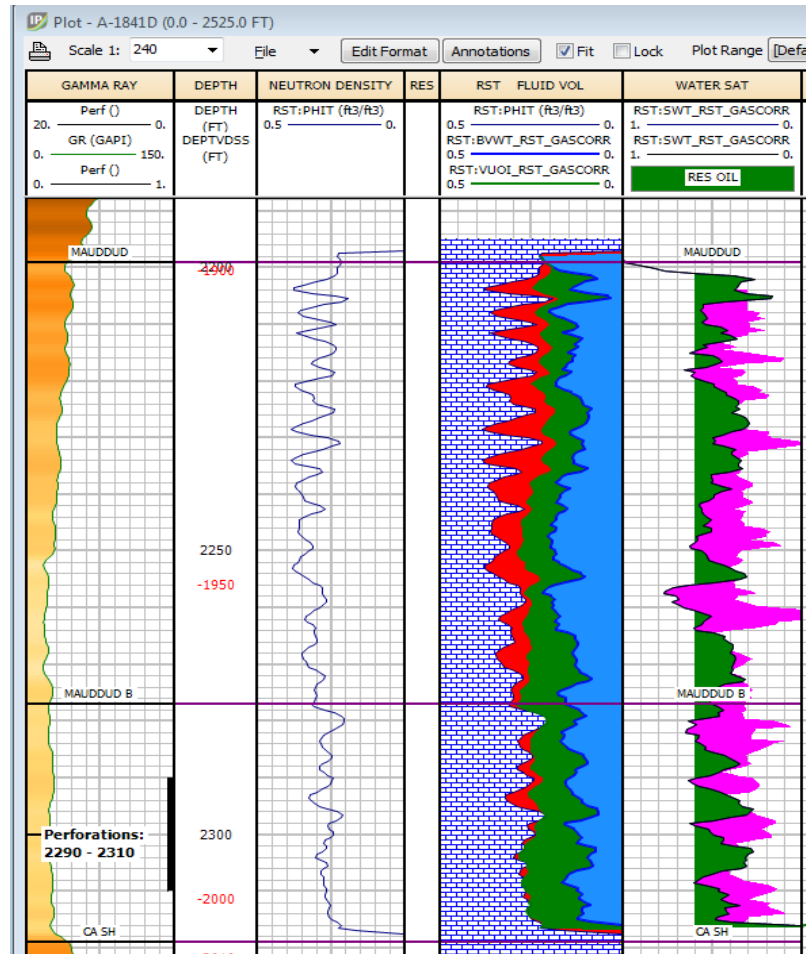 Plot - A-1841D (0.0 - 2525.0 FT)
Scale 1: 240 File Edit Format Annotations Fit Lock Plot Range [Defa
GAMMA RAY DEPTH NEUTRON DENSITY RES RST FLUID VOL WATER SAT
Perf ()
20. 0.
GR (GAPI)
0. 150.
Perf ()
0. 1.
DEPTH
(FT)
DEPTVDSS
(FT)
RST:PHIT (ft3/ft3)
0.5 0.
RST:PHIT (ft3/ft3)
0.5 0.
RST:BVWT_RST_GASCORR
0.5 0.
RST:VUOI_RST_GASCORR
0.5 0.
RST:SWT_RST_GASCORR
1. 0.
RST:SWT_RST_GASCORR
1. 0.
RES OIL
MAUDDUD MAUDDUD
2200
-1900
2250
-1950
MAUDDUD B MAUDDUD B
Perforations:
2290 - 2310
2300
-2000
CA SH CA SH